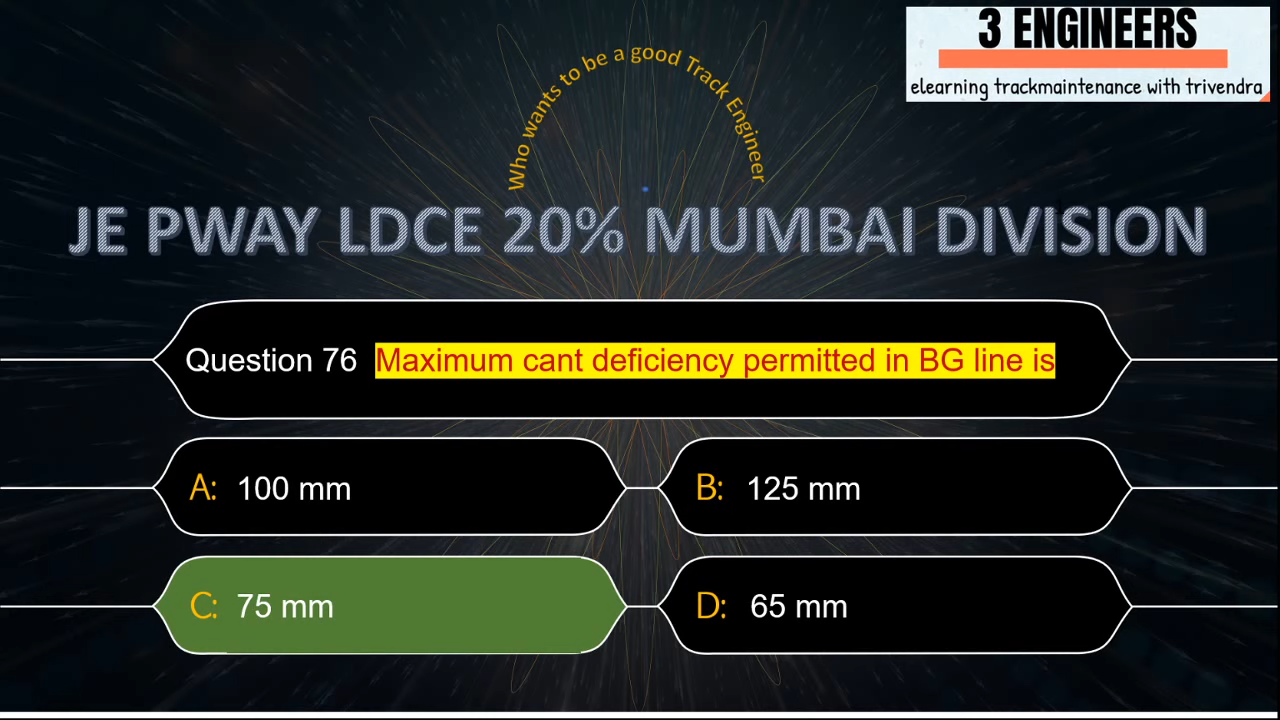 3 ENGINEERS
elearning trackmaintenance with trivendra
Who wants to be a good Track Engineer
JE PWAY LDCE 20% MUMBAI DIVISION
Question 76 Maximum cant deficiency permitted in BG line is
A: 100 mm
B: 125 mm
C: 75 mm
D: 65 mm